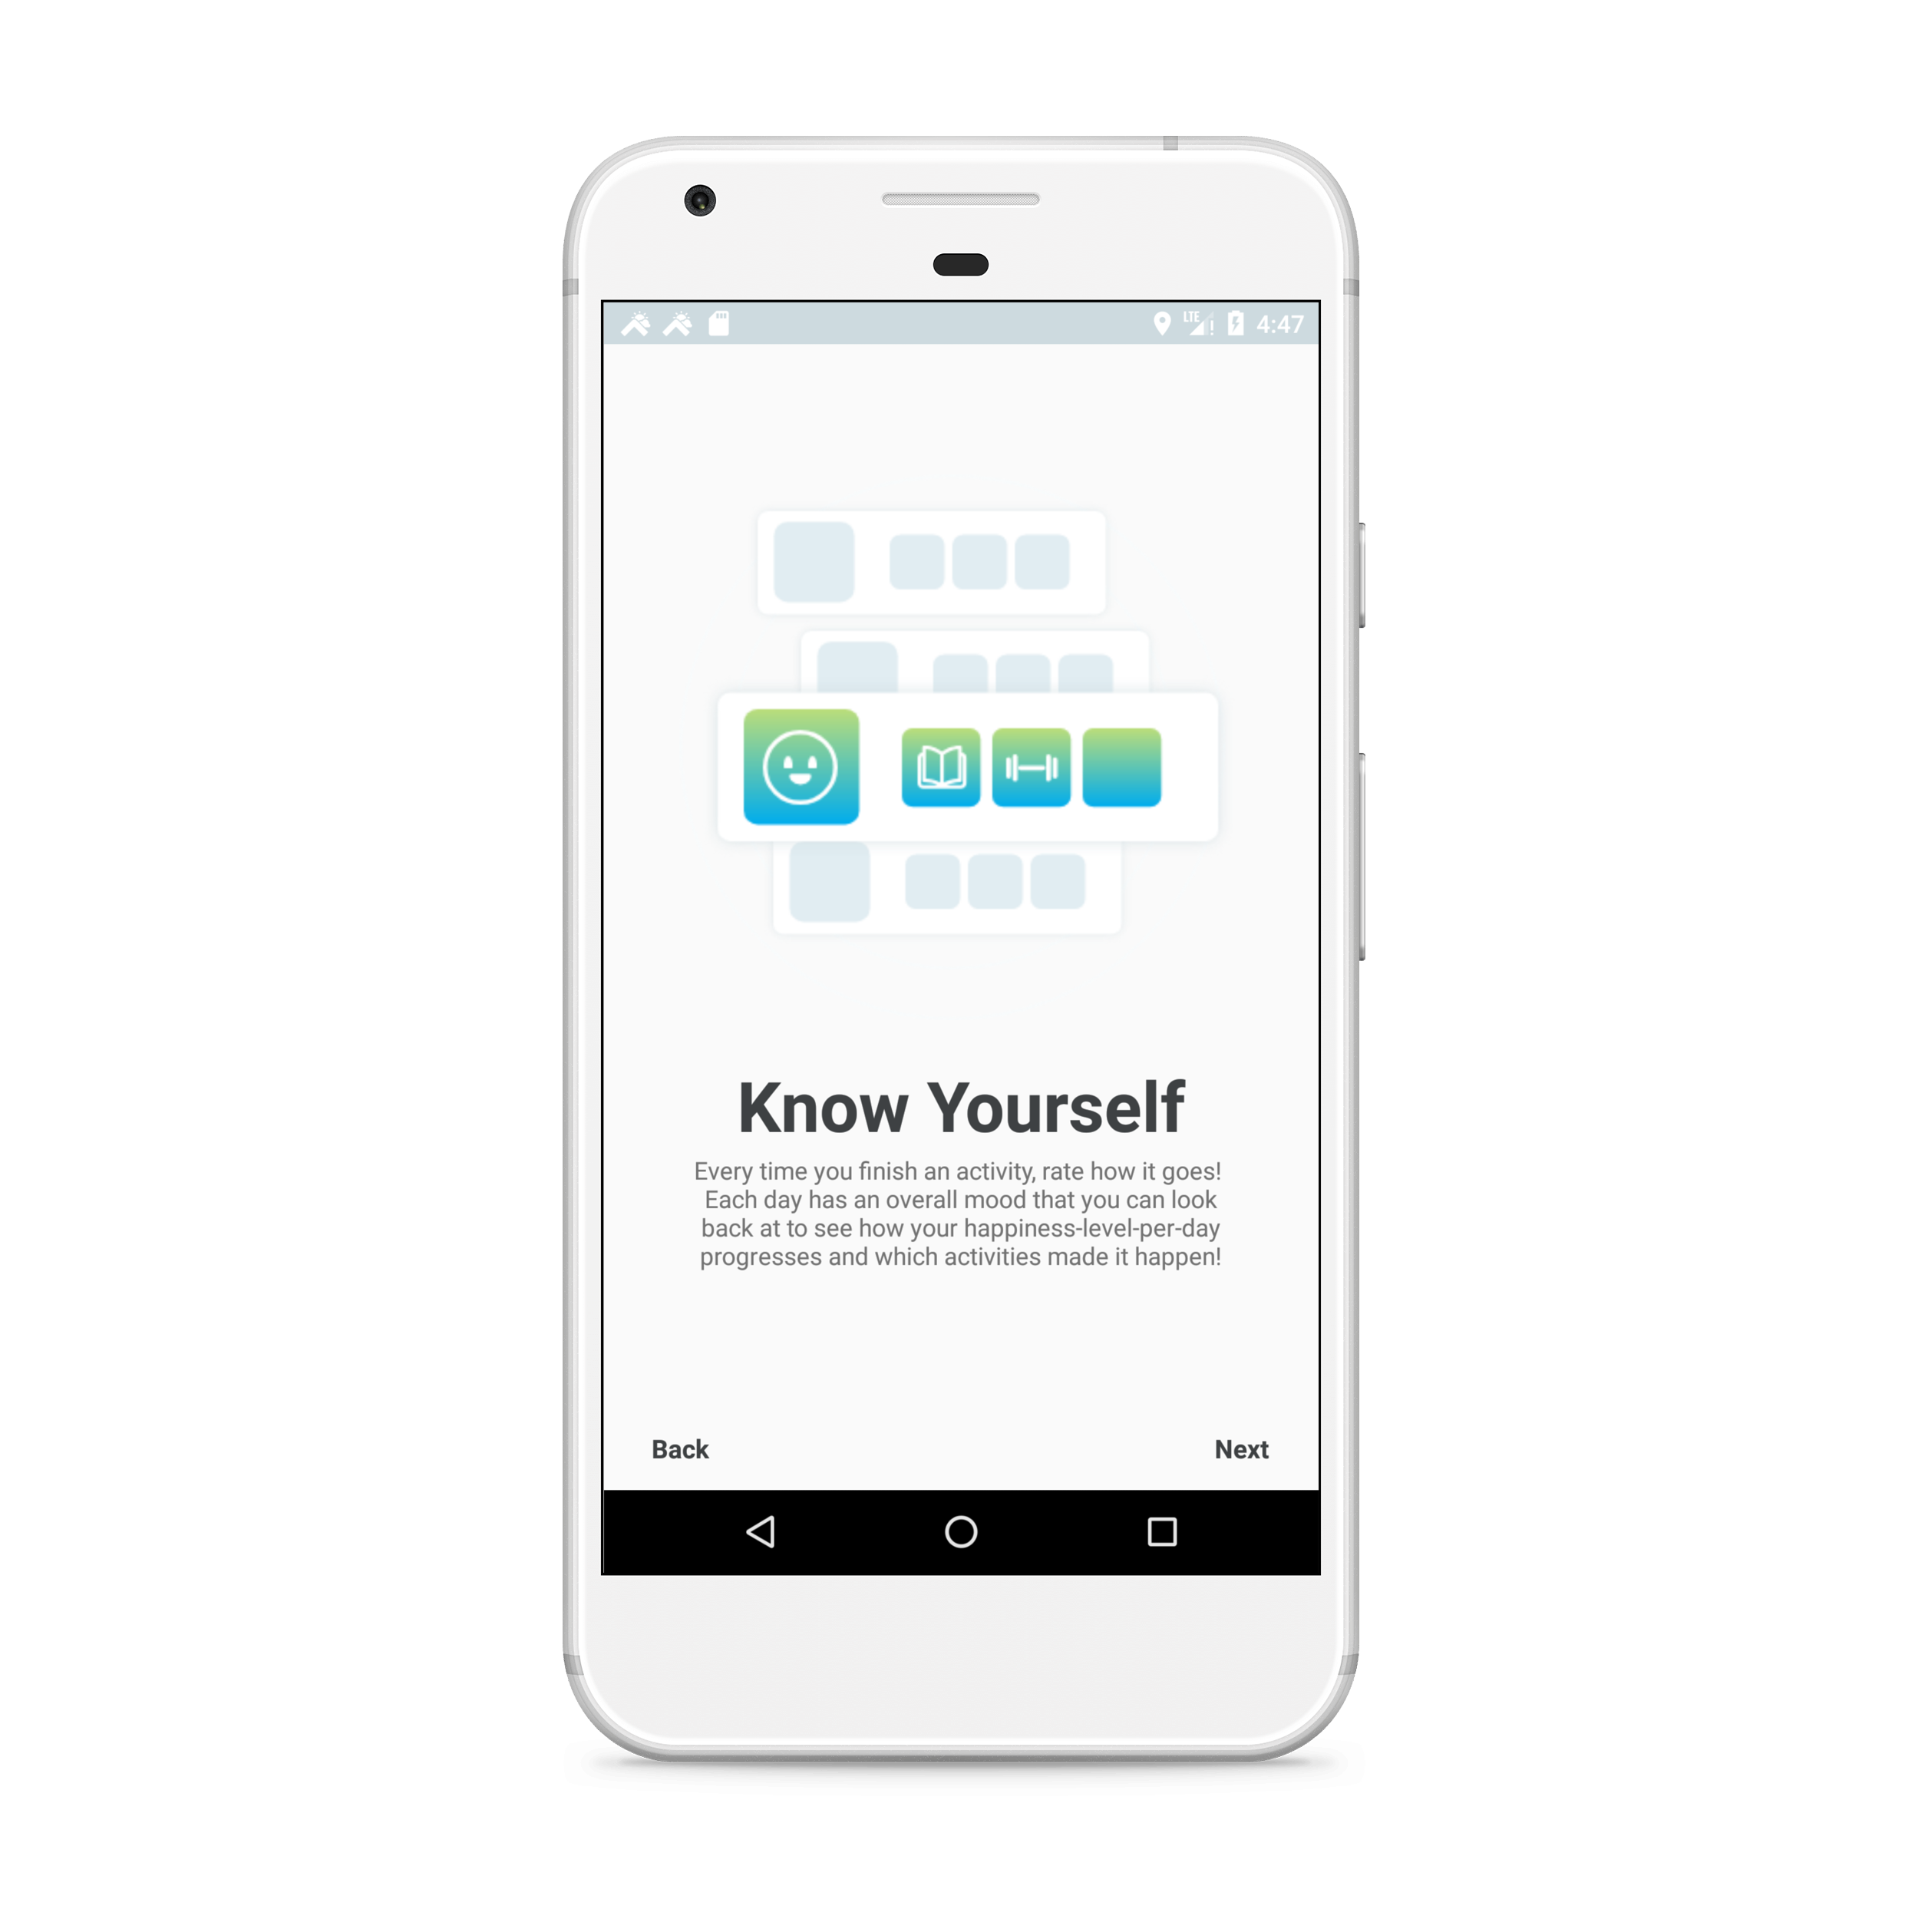 LTE 4:47
Know Yourself
Every time you finish an activity, rate how it goes!
Each day has an overall mood that you can look
back at to see how your happiness-level-per-day
progresses and which activities made it happen!
Back Next